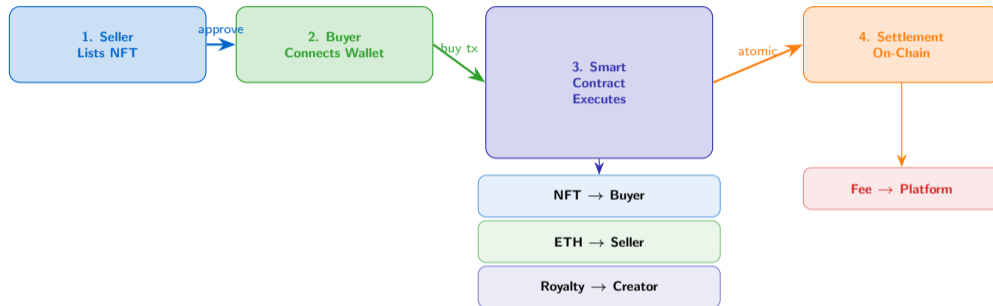 1. Seller
Lists NFT
approve
2. Buyer
Connects Wallet
buy tx
3. Smart
Contract
Executes
atomic
4. Settlement
On-Chain
NFT → Buyer
ETH → Seller
Royalty → Creator
Fee → Platform